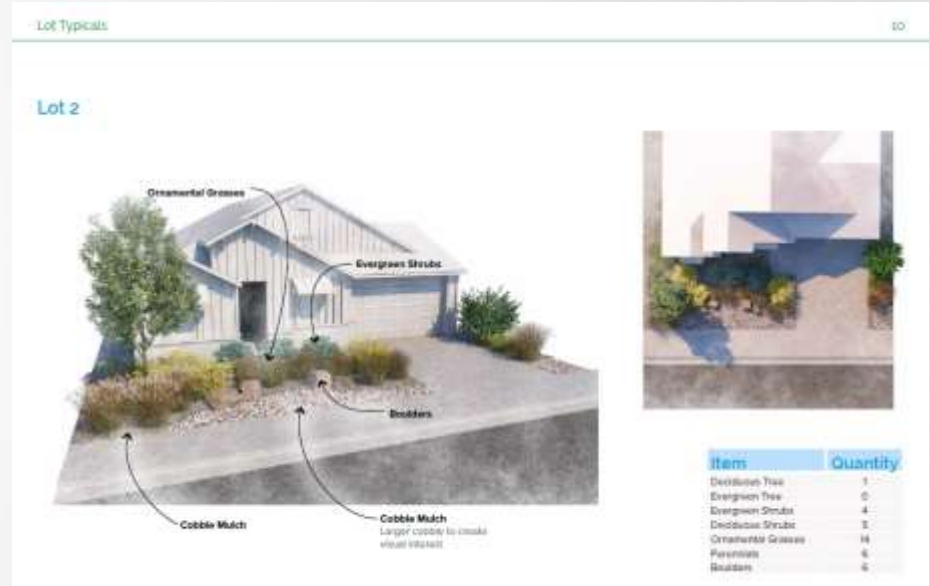 Lot Typicals
10
Lot 2
Ornamental Grasses
Evergreen Shrubs
Boulders
Cobble Mulch
Cobble Mulch
Larger cobble to create
visual interest
Item Quantity
Deciduous Tree 1
Evergreen Tree 0
Evergreen Shrubs 4
Deciduous Shrubs 5
Ornamental Grasses 14
Perennials 6
Boulders 6